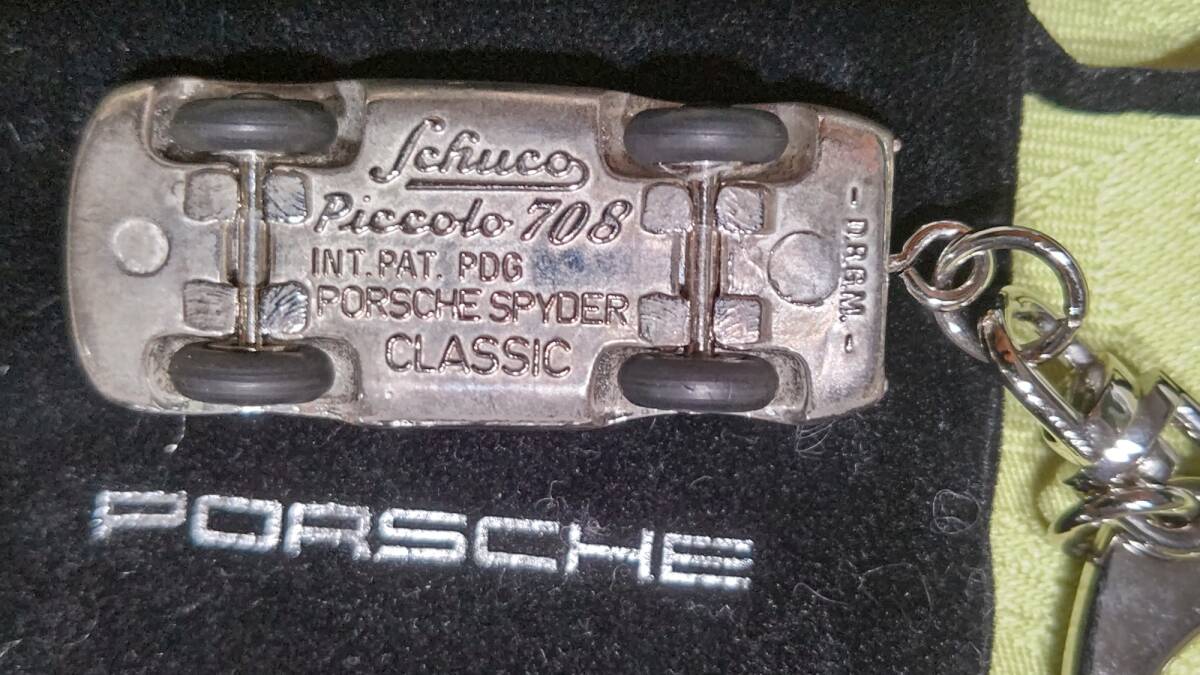 Schuco
Piccolo 708
INT. PAT. PDG
PORSCHE SPYDER
CLASSIC
- D.R.G.M. -
PORSCHE